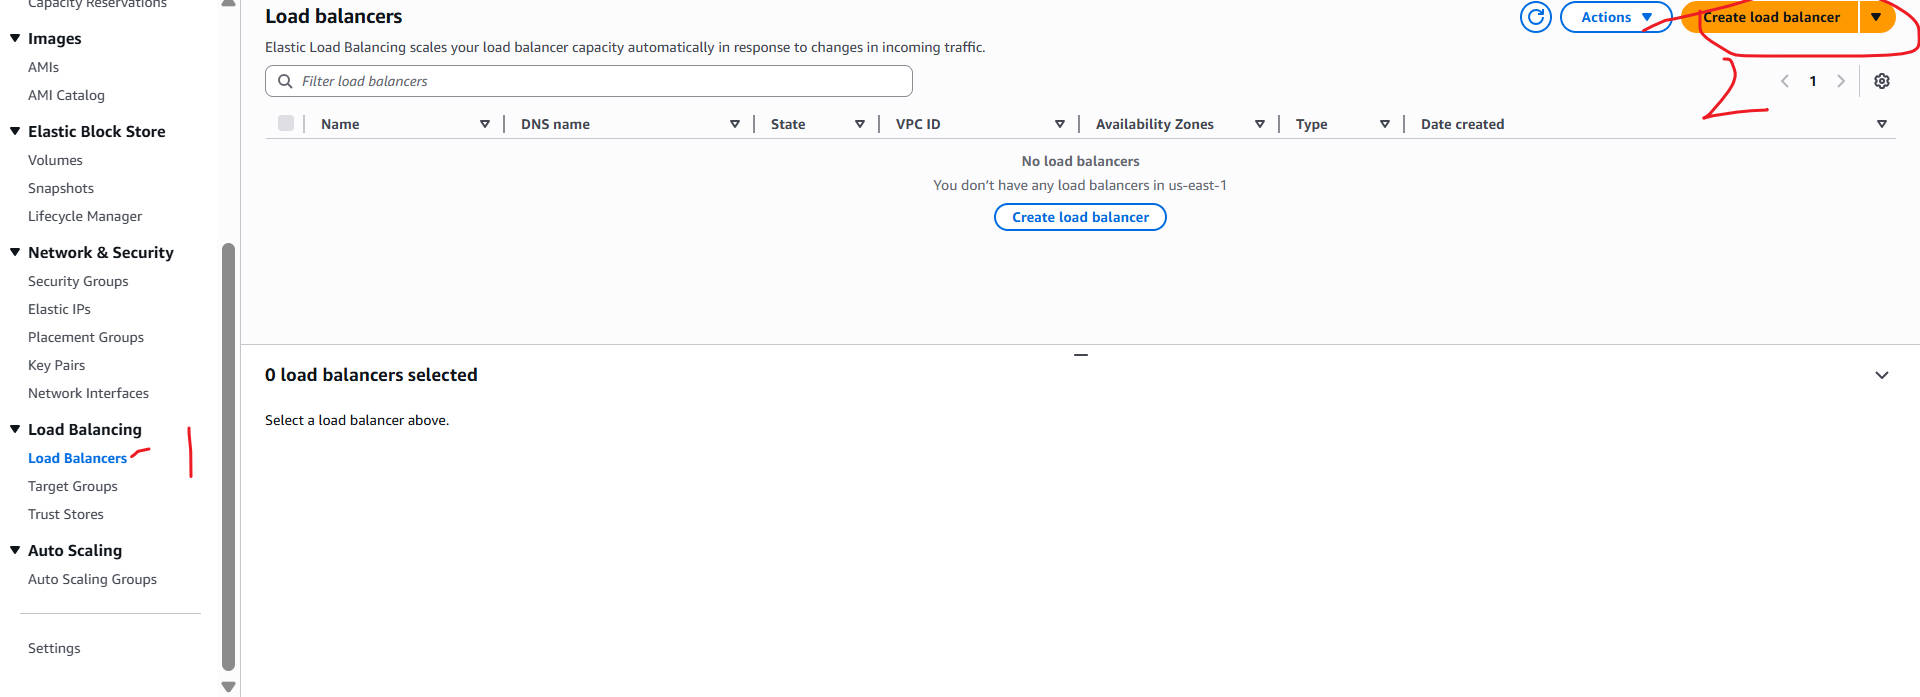 Capacity Reservations
Images
AMIs
AMI Catalog
Elastic Block Store
Volumes
Snapshots
Lifecycle Manager
Network & Security
Security Groups
Elastic IPs
Placement Groups
Key Pairs
Network Interfaces
Load Balancing
Load Balancers
1
Target Groups
Trust Stores
Auto Scaling
Auto Scaling Groups
Settings
Load balancers
Actions
Create load balancer
2
Elastic Load Balancing scales your load balancer capacity automatically in response to changes in incoming traffic.
Filter load balancers
1
Name DNS name State VPC ID Availability Zones Type Date created
No load balancers
You don’t have any load balancers in us-east-1
Create load balancer
0 load balancers selected
Select a load balancer above.